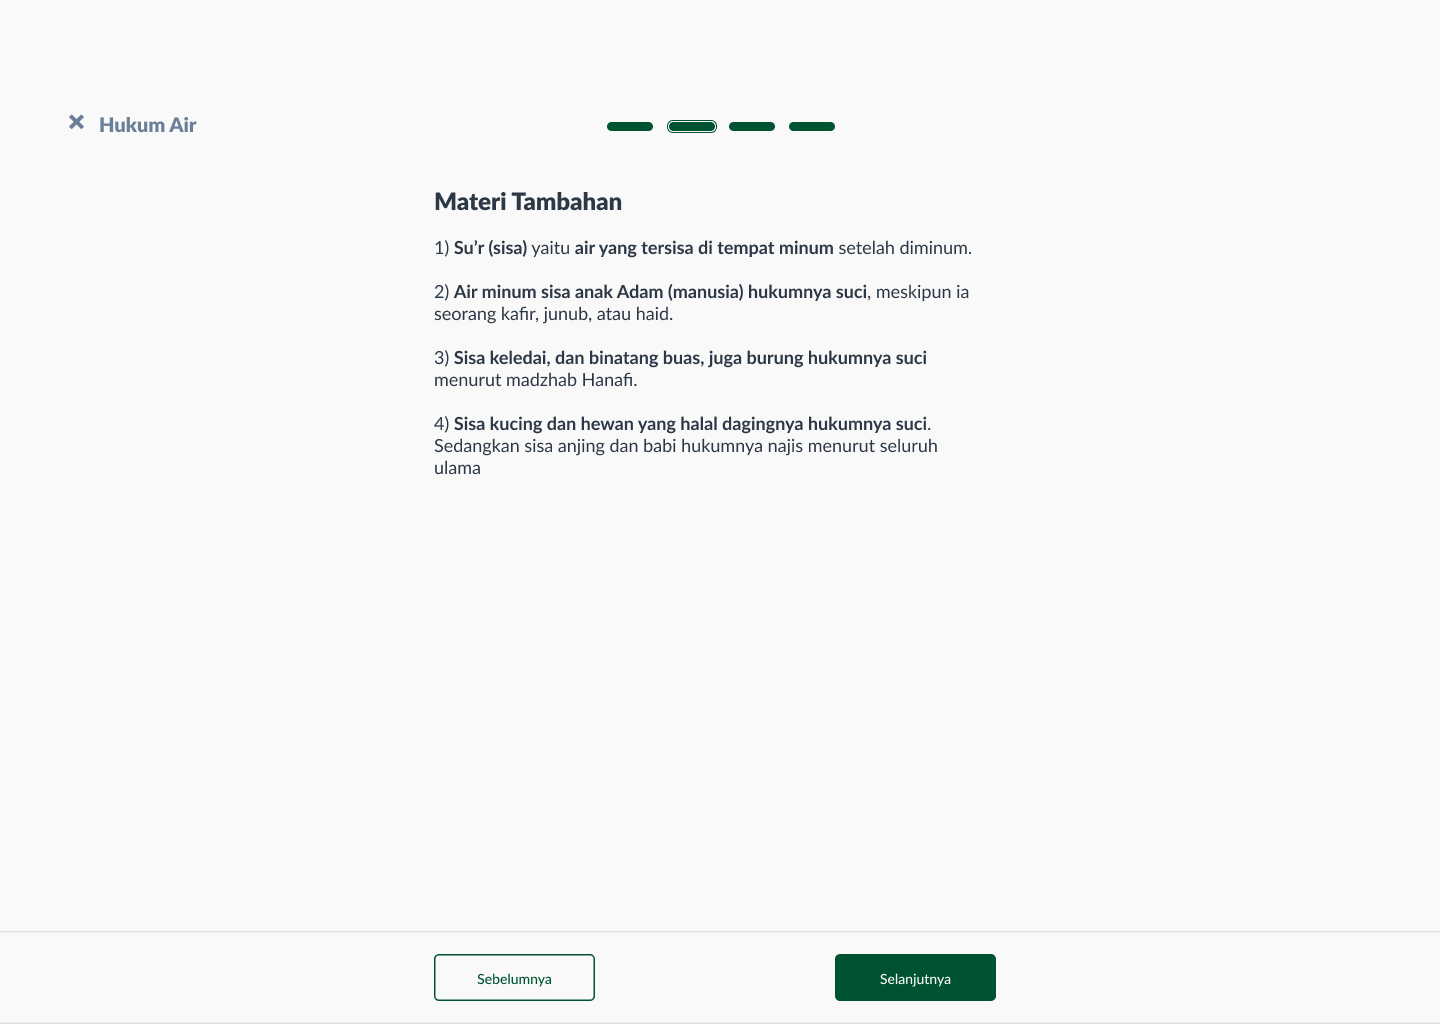 Hukum Air
Materi Tambahan
1) Su’r (sisa) yaitu air yang tersisa di tempat minum setelah diminum.
2) Air minum sisa anak Adam (manusia) hukumnya suci, meskipun ia
seorang kafir, junub, atau haid.
3) Sisa keledai, dan binatang buas, juga burung hukumnya suci
menurut madzhab Hanafi.
4) Sisa kucing dan hewan yang halal dagingnya hukumnya suci.
Sedangkan sisa anjing dan babi hukumnya najis menurut seluruh
ulama
Sebelumnya
Selanjutnya